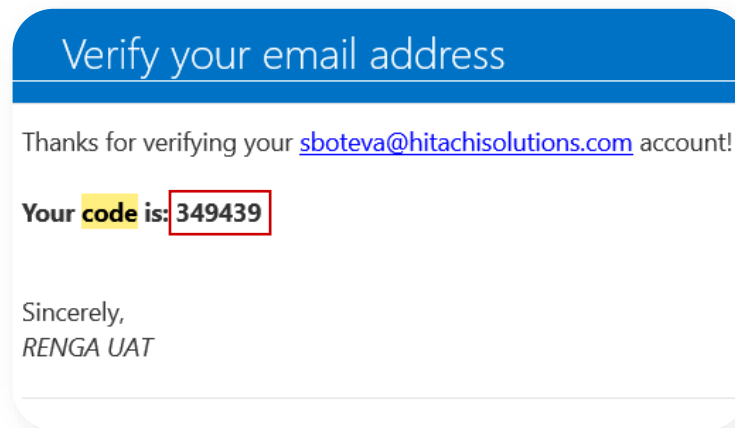 Verify your email address
Thanks for verifying your sboteva@hitachisolutions.com account!
Your code is: 349439
Sincerely,
RENGA UAT